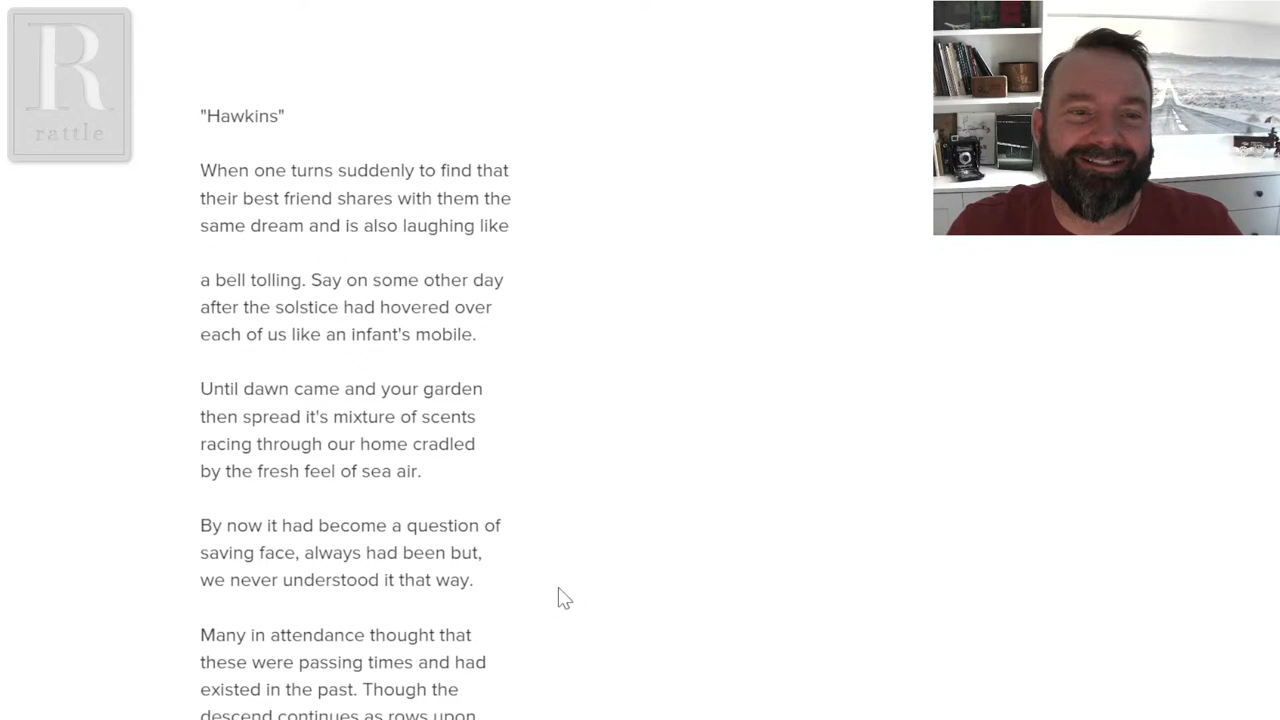 R
rattle
"Hawkins"
When one turns suddenly to find that
their best friend shares with them the
same dream and is also laughing like
a bell tolling. Say on some other day
after the solstice had hovered over
each of us like an infant's mobile.
Until dawn came and your garden
then spread it's mixture of scents
racing through our home cradled
by the fresh feel of sea air.
By now it had become a question of
saving face, always had been but,
we never understood it that way.
Many in attendance thought that
these were passing times and had
existed in the past. Though the
descend continues as rows upon